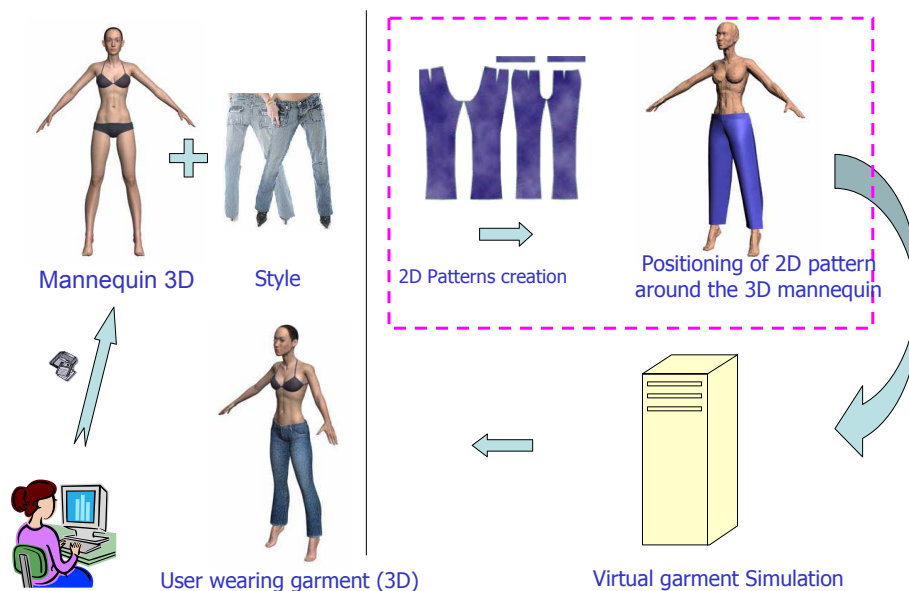 Mannequin 3D
Style
2D Patterns creation
Positioning of 2D pattern
around the 3D mannequin
User wearing garment (3D)
Virtual garment Simulation